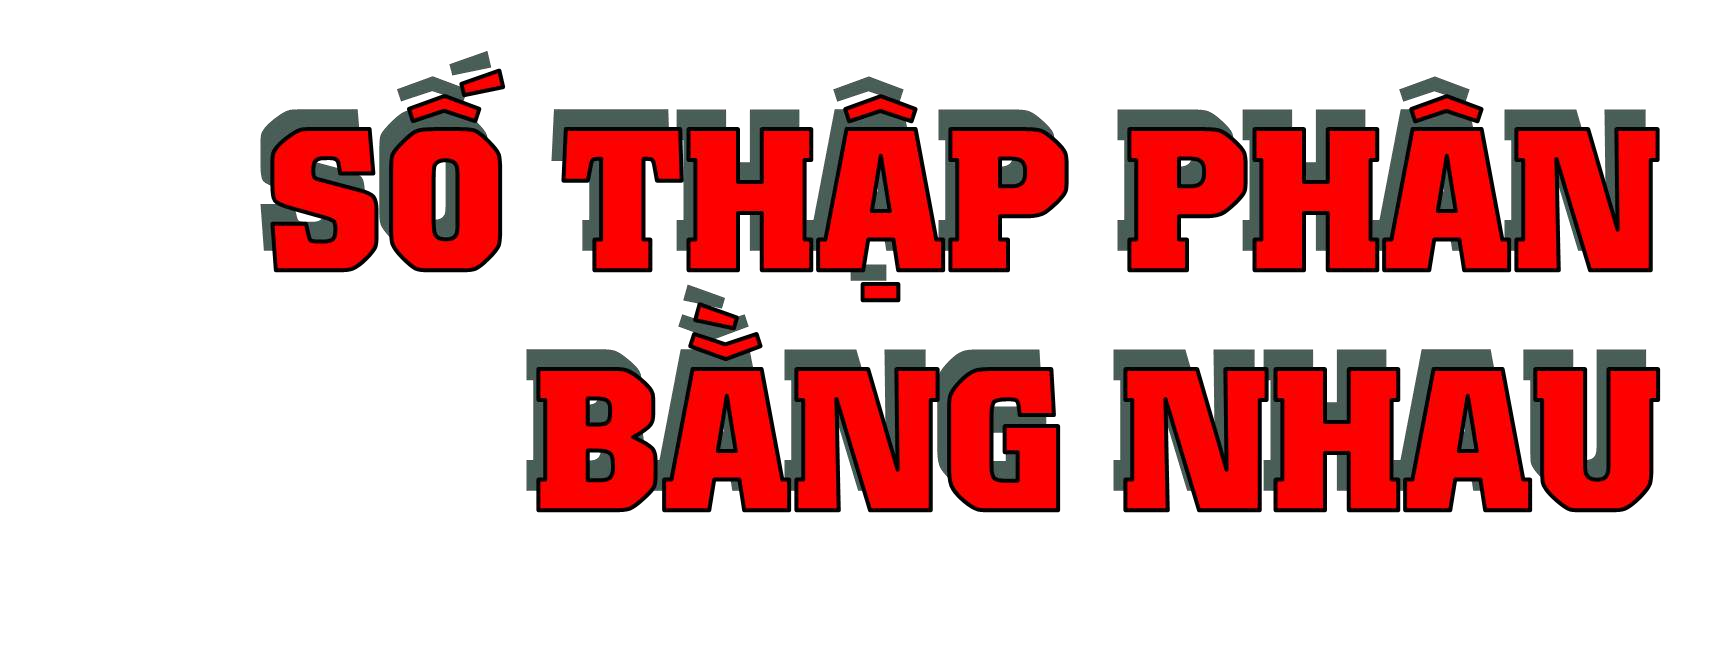 SỐ THẬP PHÂN
BẰNG NHAU